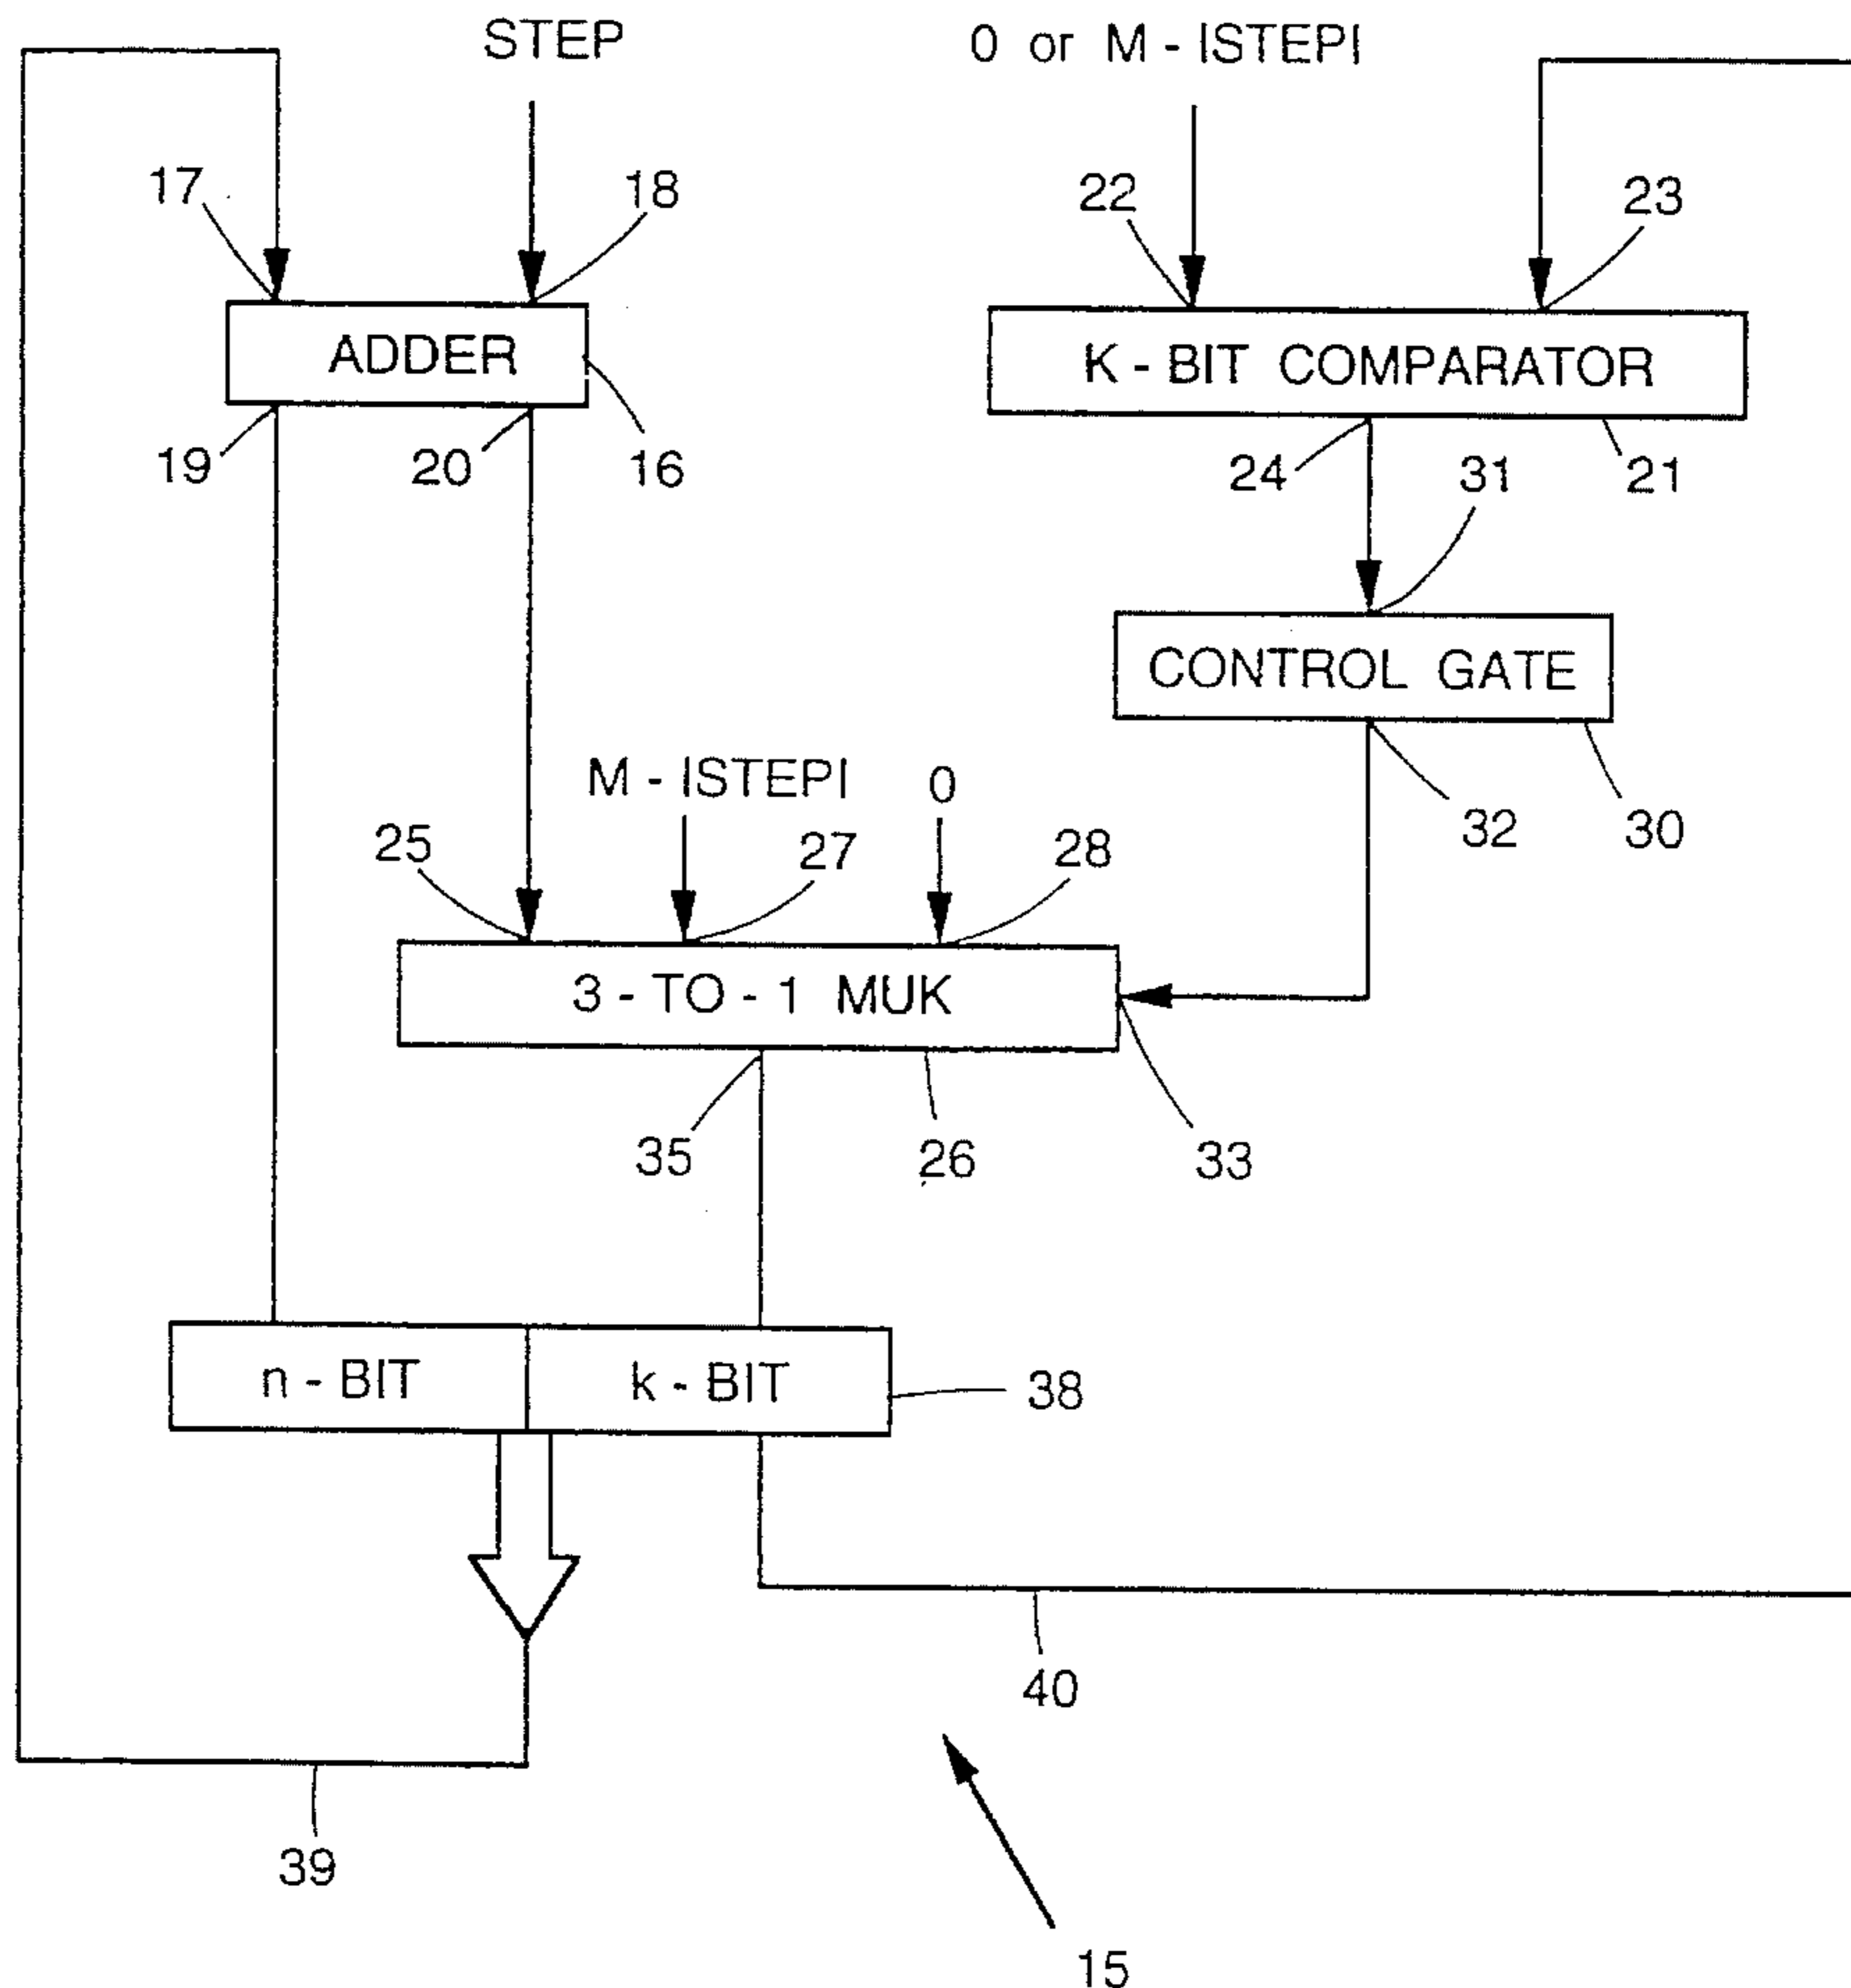 STEP
0 or M - ISTEPI
17
18
22
23
ADDER
K - BIT COMPARATOR
19
20
16
24
31
21
CONTROL GATE
M - ISTEPI
0
32
30
25
27
28
3 - TO - 1 MUK
35
26
33
n - BIT
k - BIT
38
40
39
15